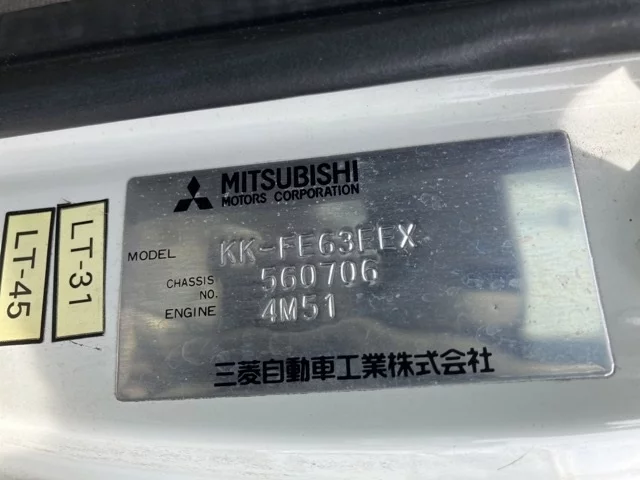 MITSUBISHI
MOTORS CORPORATION
MODEL KK-FE63EEX
CHASSIS NO. 560706
ENGINE 4M51
三菱自動車工業株式会社
LT-31
LT-45